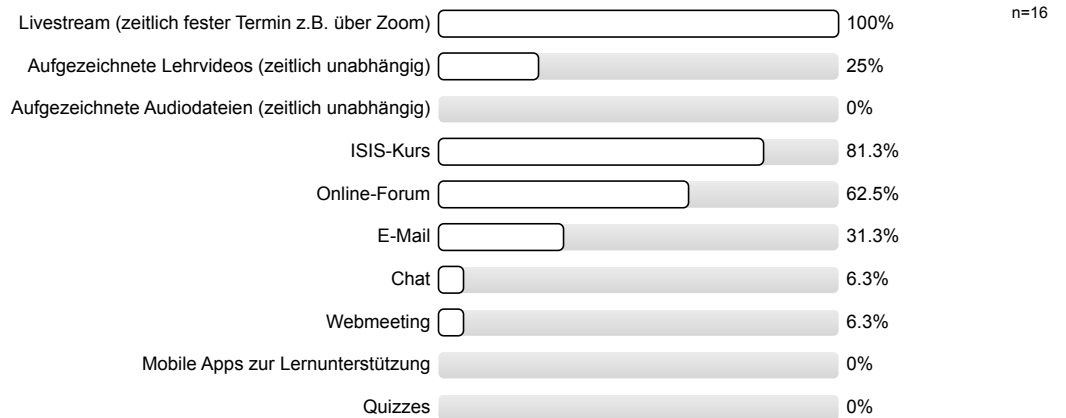 Livestream (zeitlich fester Termin z.B. über Zoom) 100% n=16
Aufgezeichnete Lehrvideos (zeitlich unabhängig) 25%
Aufgezeichnete Audiodateien (zeitlich unabhängig) 0%
ISIS-Kurs 81.3%
Online-Forum 62.5%
E-Mail 31.3%
Chat 6.3%
Webmeeting 6.3%
Mobile Apps zur Lernunterstützung 0%
Quizzes 0%